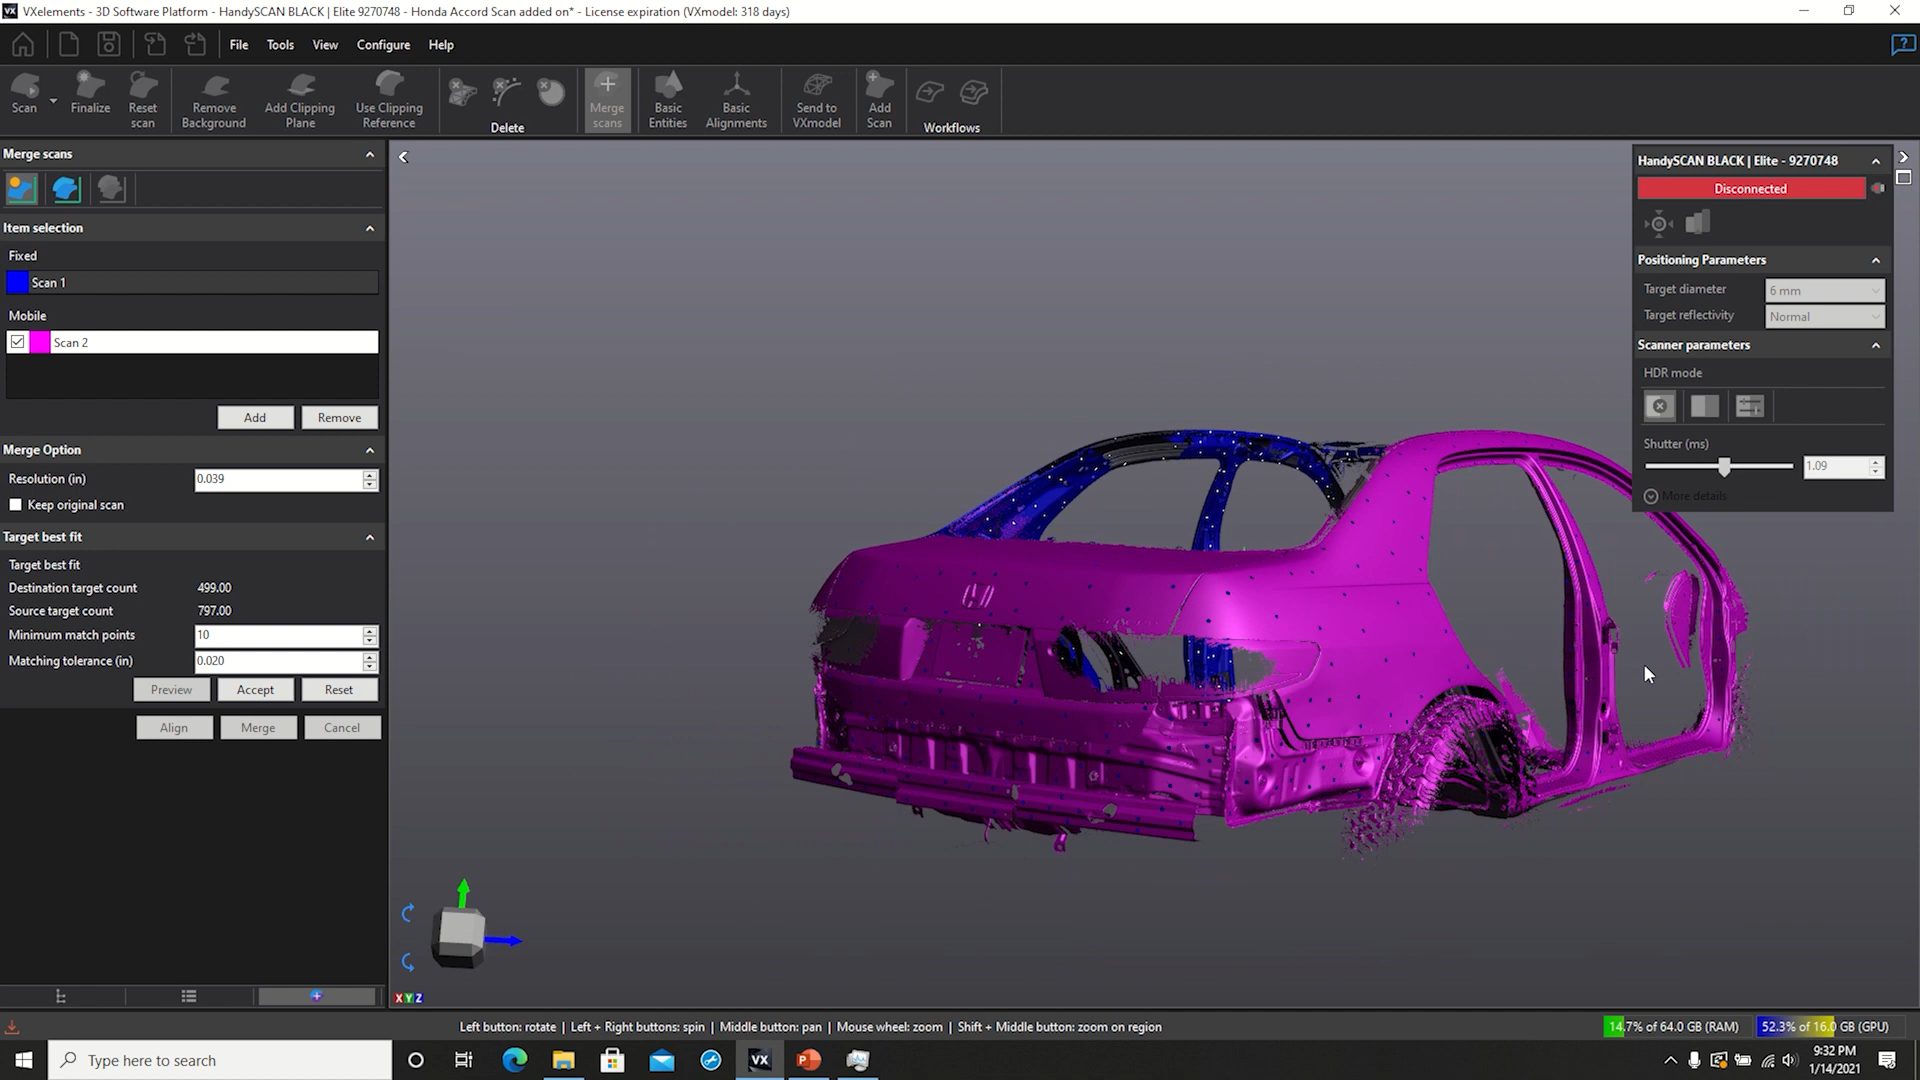 VXelements - 3D Software Platform - HandySCAN BLACK | Elite 9270748 - Honda Accord Scan added on* - License expiration (VXmodel: 318 days)
File Tools View Configure Help
Scan
Finalize
Reset scan
Remove Background
Add Clipping Plane
Use Clipping Reference
Delete
Merge scans
Basic Entities
Basic Alignments
Send to VXmodel
Add Scan
Workflows
Merge scans
Item selection
Fixed
Scan 1
Mobile
Scan 2
Add Remove
Merge Option
Resolution (in) 0.039
Keep original scan
Target best fit
Target best fit
Destination target count 499.00
Source target count 797.00
Minimum match points 10
Matching tolerance (in) 0.020
Preview Accept Reset
Align Merge Cancel
HandySCAN BLACK | Elite - 9270748
Disconnected
Positioning Parameters
Target diameter 6 mm
Target reflectivity Normal
Scanner parameters
HDR mode
Shutter (ms)
1.09
More details
X Y Z
Left button: rotate | Left + Right buttons: spin | Middle button: pan | Mouse wheel: zoom | Shift + Middle button: zoom on region
14.7% of 64.0 GB (RAM) 52.3% of 16.0 GB (GPU)
Type here to search
VX
9:32 PM
1/14/2021